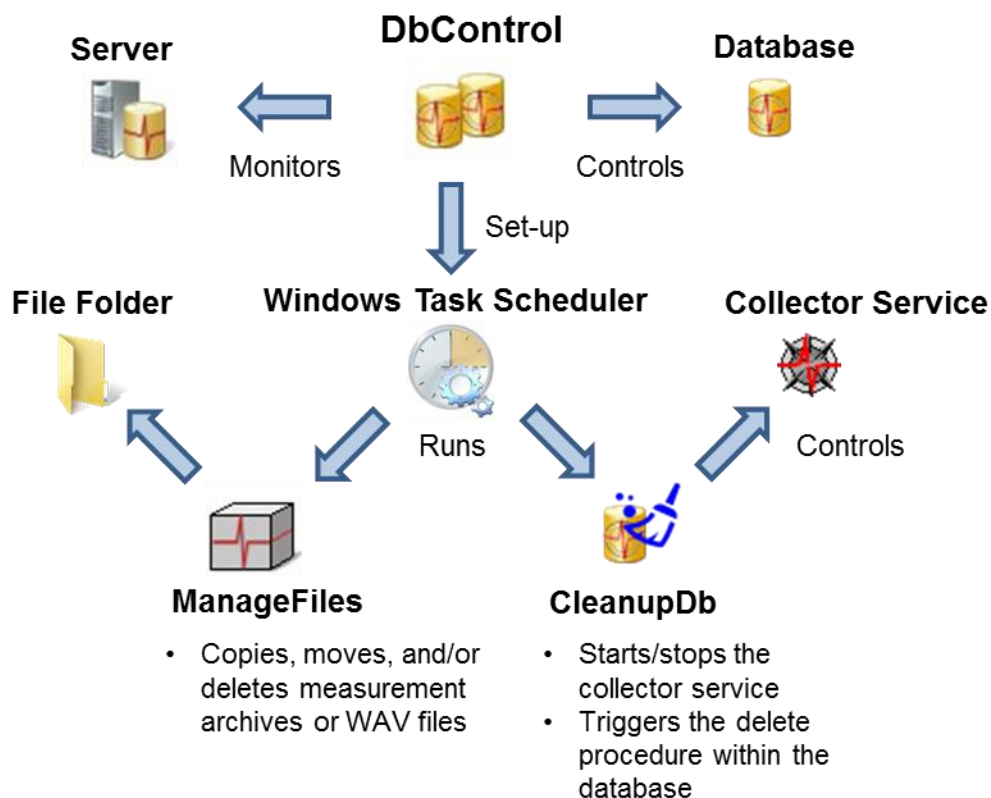 DbControl
Server
Database
Monitors
Controls
Set-up
File Folder
Windows Task Scheduler
Collector Service
Runs
Controls
ManageFiles
• Copies, moves, and/or
deletes measurement
archives or WAV files
CleanupDb
• Starts/stops the
collector service
• Triggers the delete
procedure within the
database